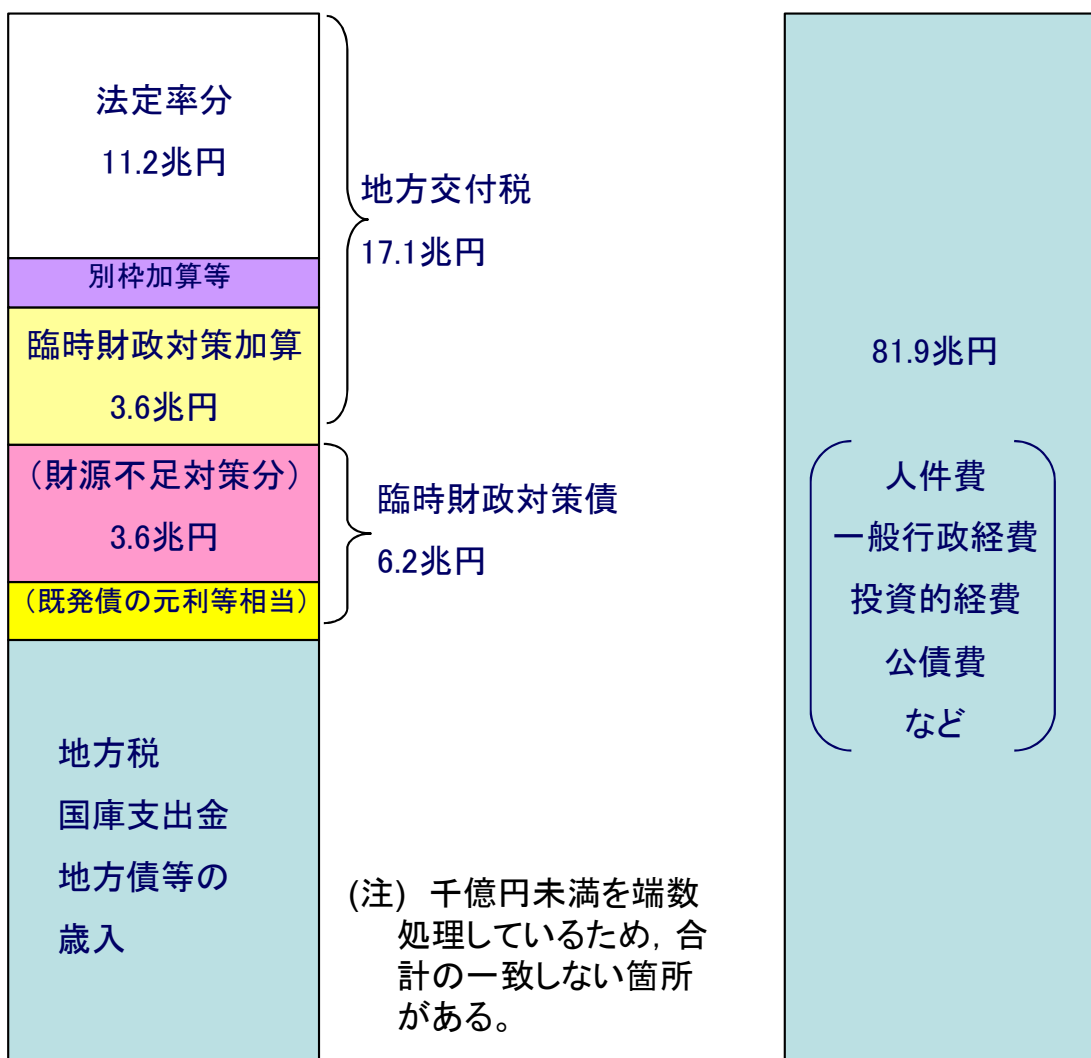 法定率分
11.2兆円
別枠加算等
臨時財政対策加算
3.6兆円
(財源不足対策分)
3.6兆円
(既発債の元利等相当)
地方税
国庫支出金
地方債等の
歳入
地方交付税
17.1兆円
臨時財政対策債
6.2兆円
(注) 千億円未満を端数
処理しているため, 合
計の一致しない箇所
がある。
81.9兆円
人件費
一般行政経費
投資的経費
公債費
など